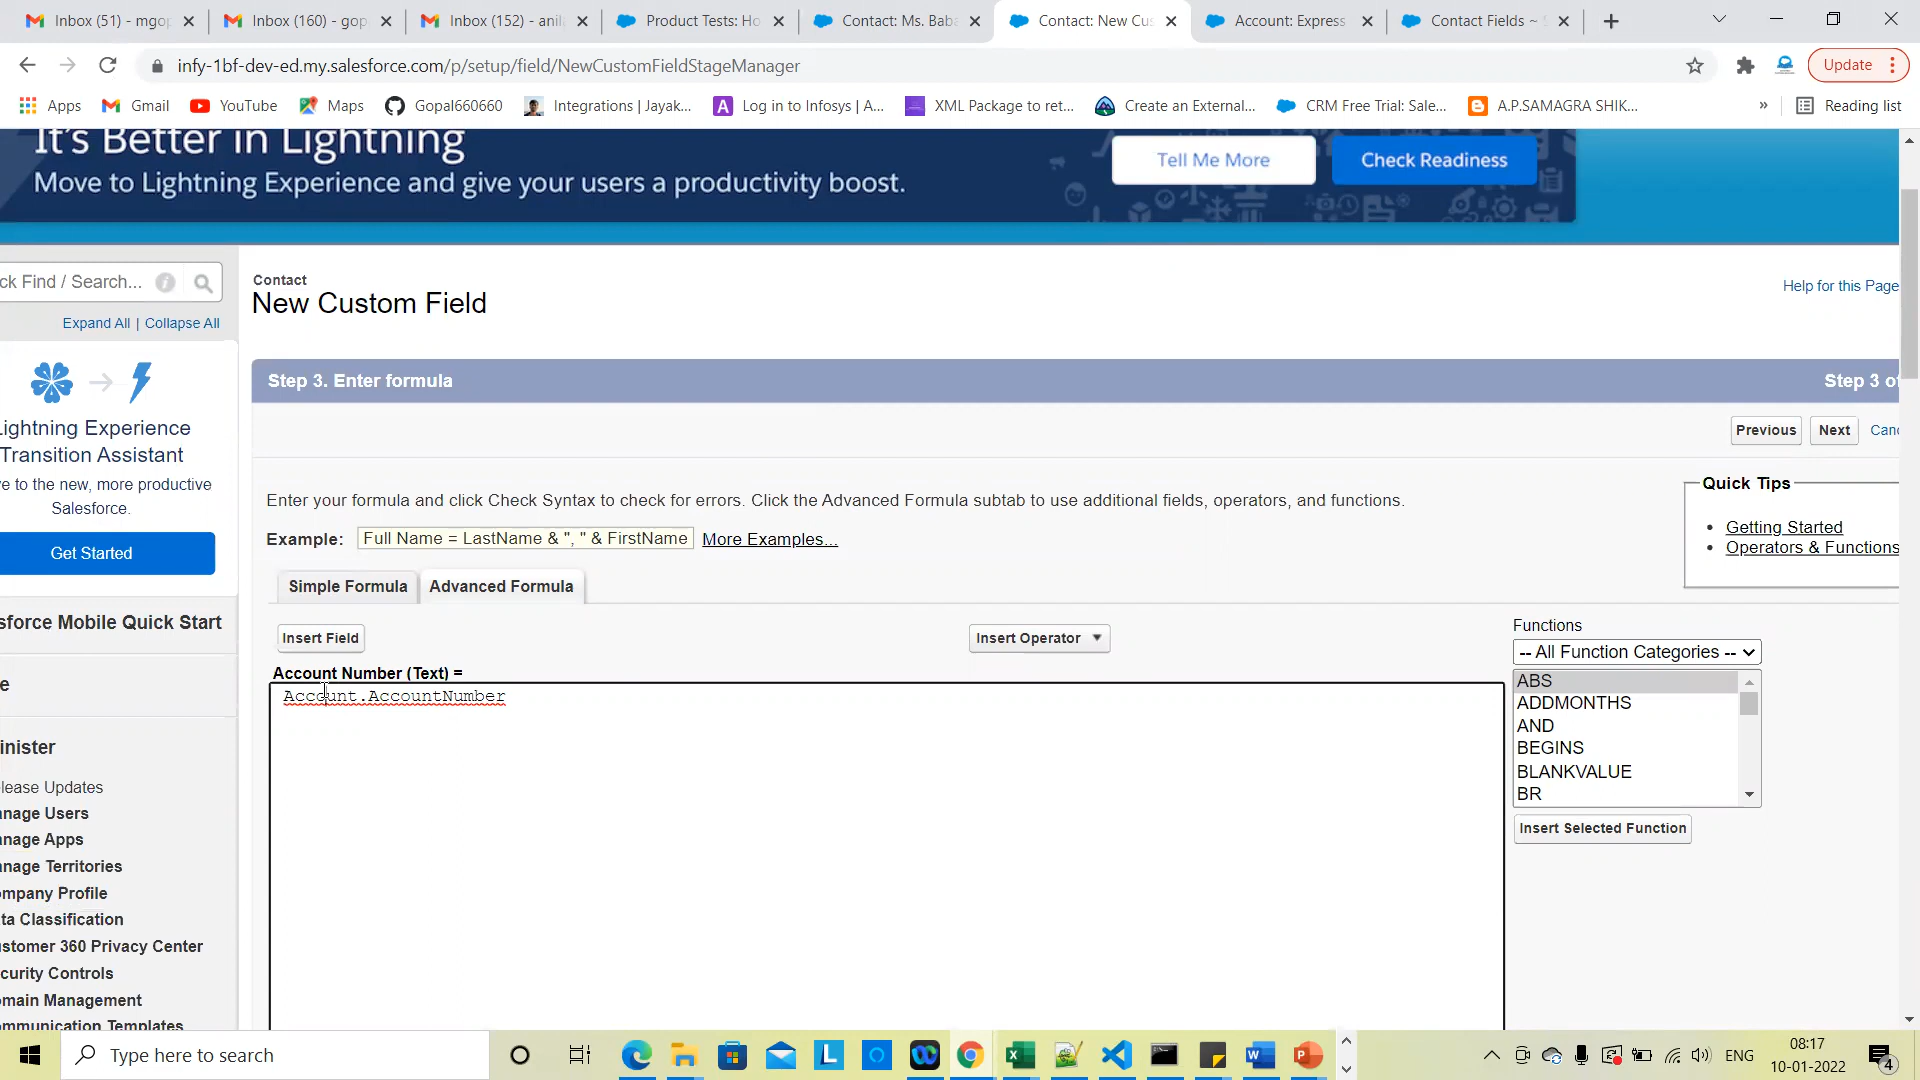 Inbox (51) - mgop
Inbox (160) - gop
Inbox (152) - anil
Product Tests: Ho
Contact: Ms. Baba
Contact: New Cus
Account: Express
Contact Fields ~ S
infy-1bf-dev-ed.my.salesforce.com/p/setup/field/NewCustomFieldStageManager
Update
Apps
Gmail
YouTube
Maps
Gopal660660
Integrations | Jayak...
Log in to Infosys | A...
XML Package to ret...
Create an External...
CRM Free Trial: Sale...
A.P.SAMAGRA SHIK...
»
Reading list
It's Better in Lightning
Move to Lightning Experience and give your users a productivity boost.
Tell Me More
Check Readiness
ck Find / Search...
Expand All | Collapse All
Lightning Experience
Transition Assistant
ve to the new, more productive
Salesforce.
Get Started
sforce Mobile Quick Start
e
inister
lease Updates
anage Users
anage Apps
anage Territories
ompany Profile
ta Classification
ustomer 360 Privacy Center
curity Controls
omain Management
mmunication Templates
Contact
New Custom Field
Help for this Page
Step 3. Enter formula
Step 3 of
Previous
Next
Canc
Enter your formula and click Check Syntax to check for errors. Click the Advanced Formula subtab to use additional fields, operators, and functions.
Example: Full Name = LastName & ", " & FirstName More Examples...
Quick Tips
Getting Started
Operators & Functions
Simple Formula
Advanced Formula
Insert Field
Insert Operator
Account Number (Text) =
Account.AccountNumber
Functions
-- All Function Categories --
ABS
ADDMONTHS
AND
BEGINS
BLANKVALUE
BR
Insert Selected Function
Type here to search
ENG
08:17
10-01-2022
4